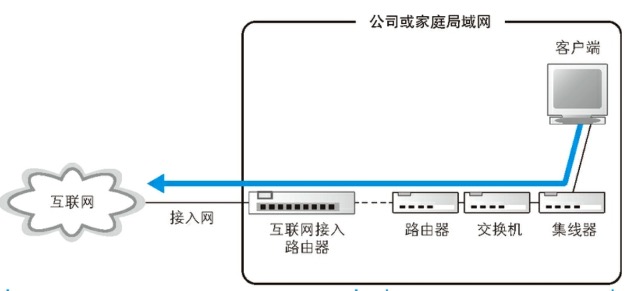 公司或家庭局域网
客户端
互联网
接入网
互联网接入
路由器
路由器
交换机
集线器